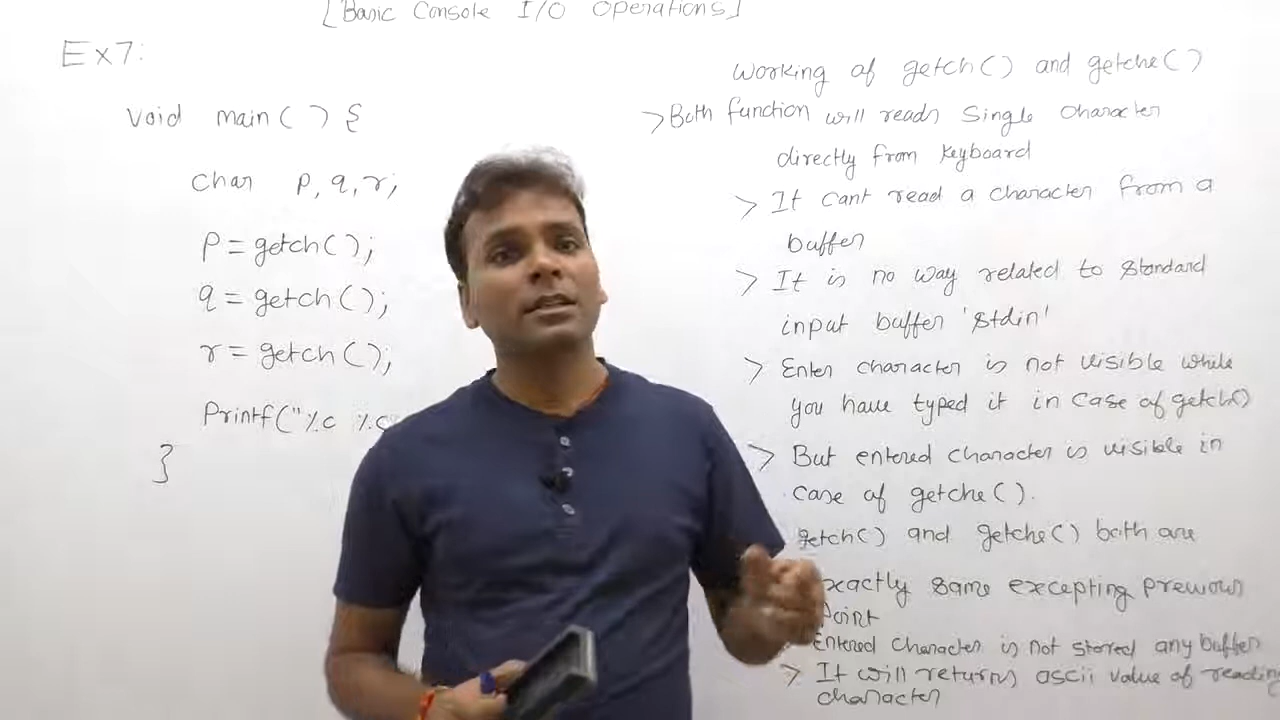 [Basic Console I/O Operations]
Ex7:
void main( ) {
char p, q, r;
p = getch( );
q = getch( );
r = getch( );
Printf("%c %c
}
working of getch( ) and getche( )
> Both function will reads Single character
directly from Keyboard
> It cant read a character from a
buffer
> It is no way related to standard
input buffer 'stdin'
> Enter character is not visible while
you have typed it in case of getch()
> But entered character is visible in
case of getche( ).
getch( ) and getche( ) both are
exactly same excepting previous
Point
Entered character is not stored any buffer
> It will returns ascii value of reading
character